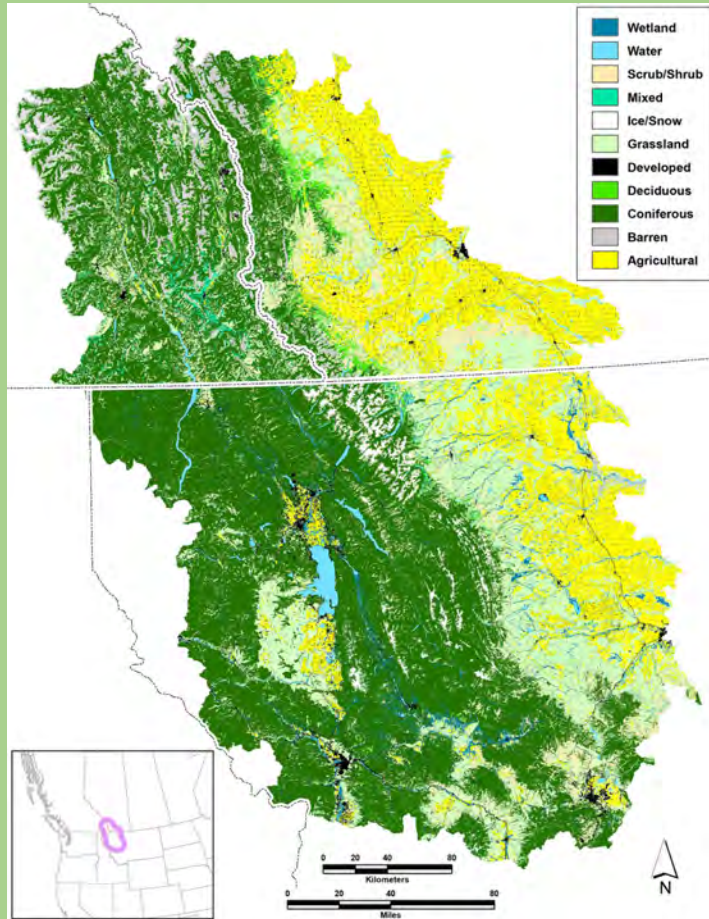 Wetland
Water
Scrub/Shrub
Mixed
Ice/Snow
Grassland
Developed
Deciduous
Coniferous
Barren
Agricultural
0 20 40 80
Kilometers
0 20 40 80
Miles
N